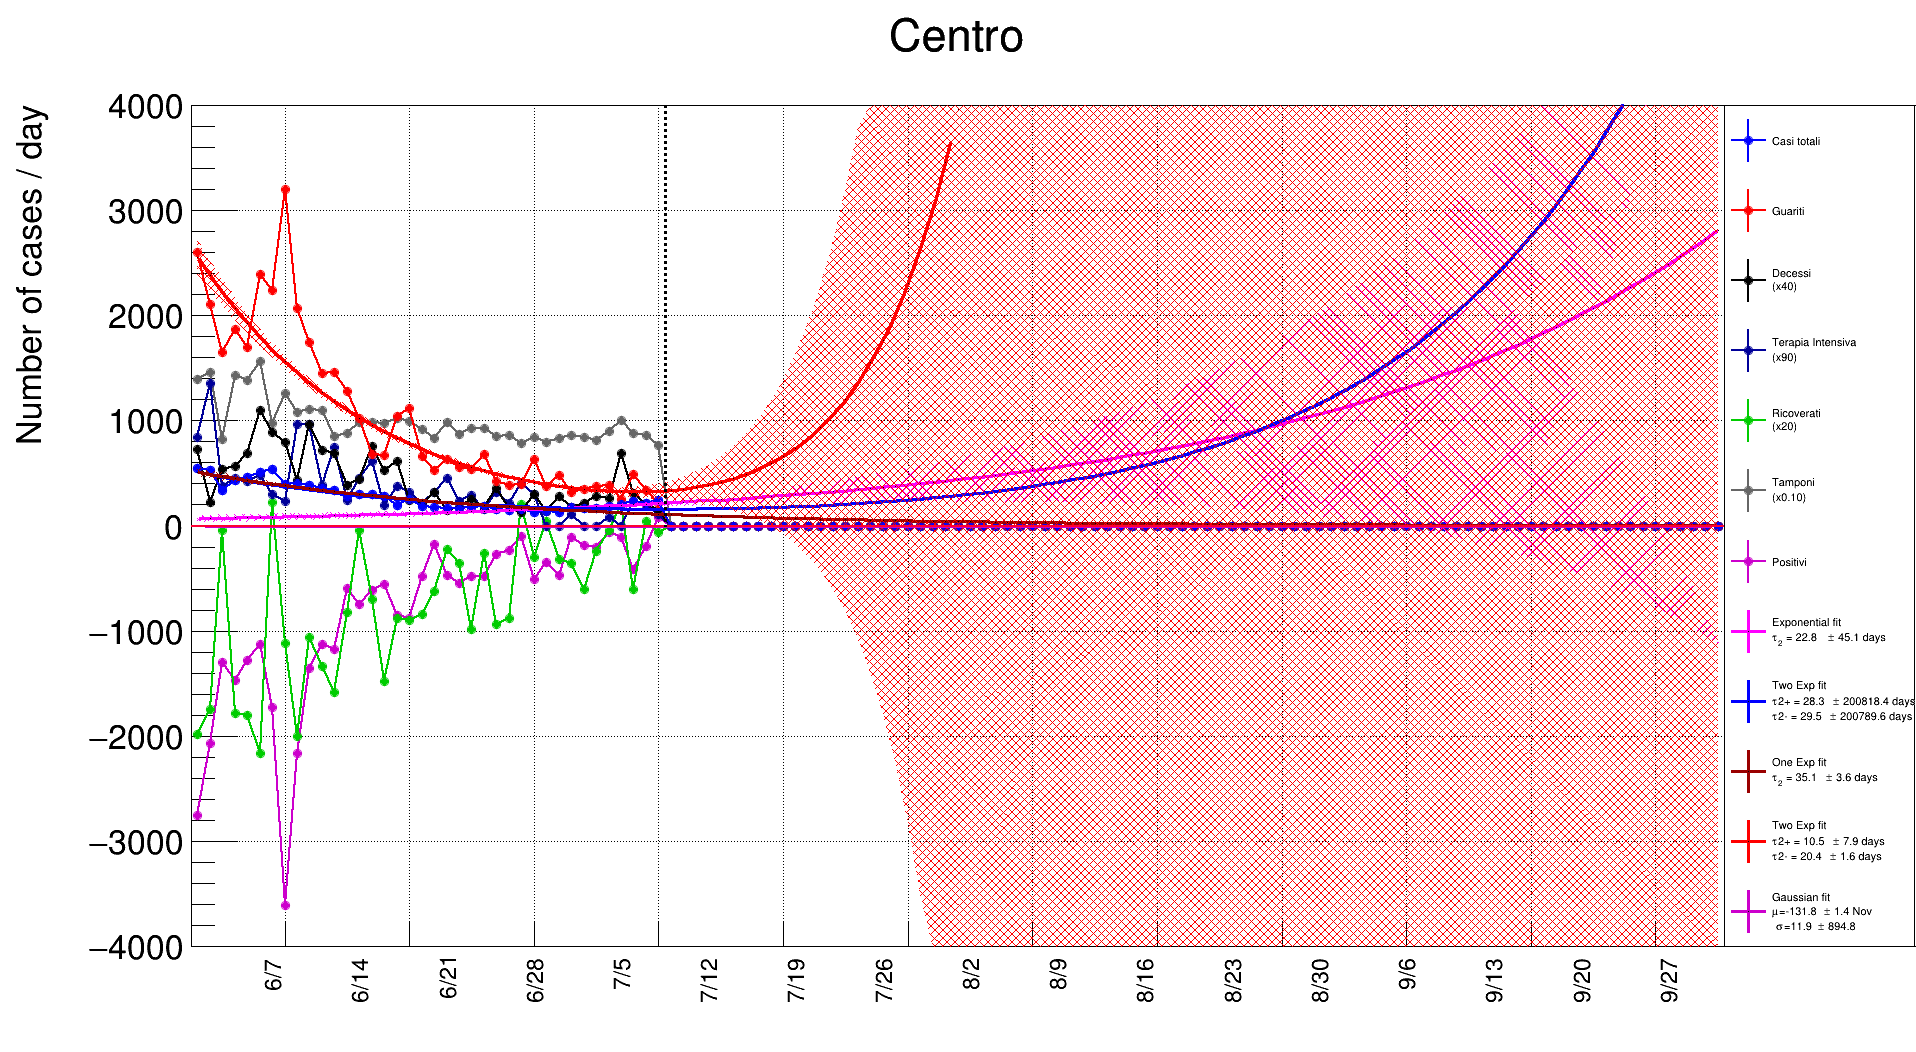 Centro
Number of cases / day
4000
3000
2000
1000
0
−1000
−2000
−3000
−4000
6/7
6/14
6/21
6/28
7/5
7/12
7/19
7/26
8/2
8/9
8/16
8/23
8/30
9/6
9/13
9/20
9/27
Casi totali
Guariti
Decessi
(x40)
Terapia Intensiva
(x90)
Ricoverati
(x20)
Tamponi
(x0.10)
Positivi
Exponential fit
τ2 = 22.8 ± 45.1 days
Two Exp fit
τ2+ = 28.3 ± 200818.4 days
τ2- = 29.5 ± 200789.6 days
One Exp fit
τ2 = 35.1 ± 3.6 days
Two Exp fit
τ2+ = 10.5 ± 7.9 days
τ2- = 20.4 ± 1.6 days
Gaussian fit
μ=-131.8 ± 1.4 Nov
σ=11.9 ± 894.8